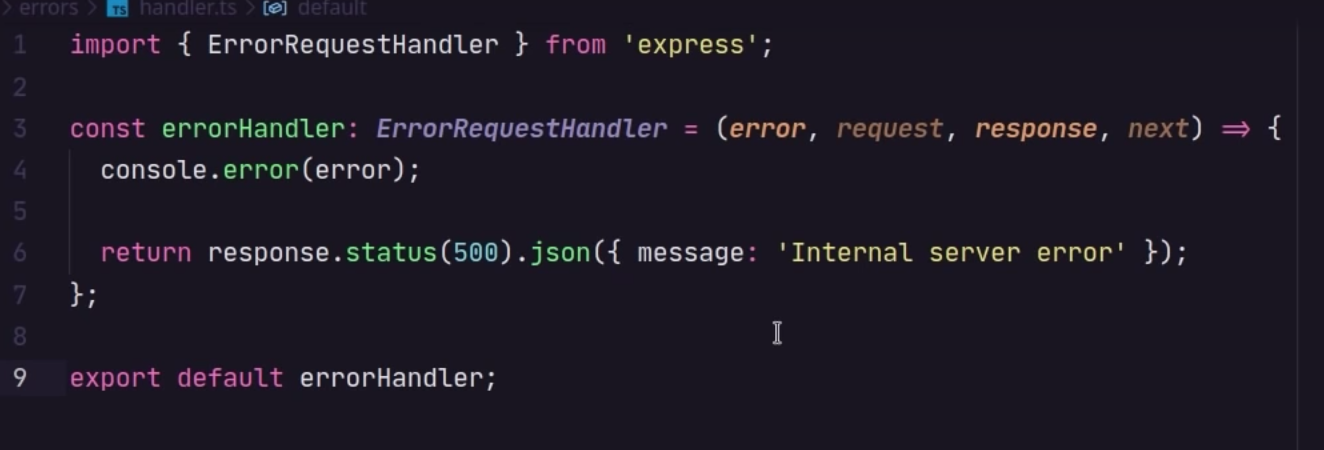 > errors > TS handler.ts > default
1 import { ErrorRequestHandler } from 'express';
2
3 const errorHandler: ErrorRequestHandler = (error, request, response, next) => {
4 console.error(error);
5
6 return response.status(500).json({ message: 'Internal server error' });
7 };
8
9 export default errorHandler;